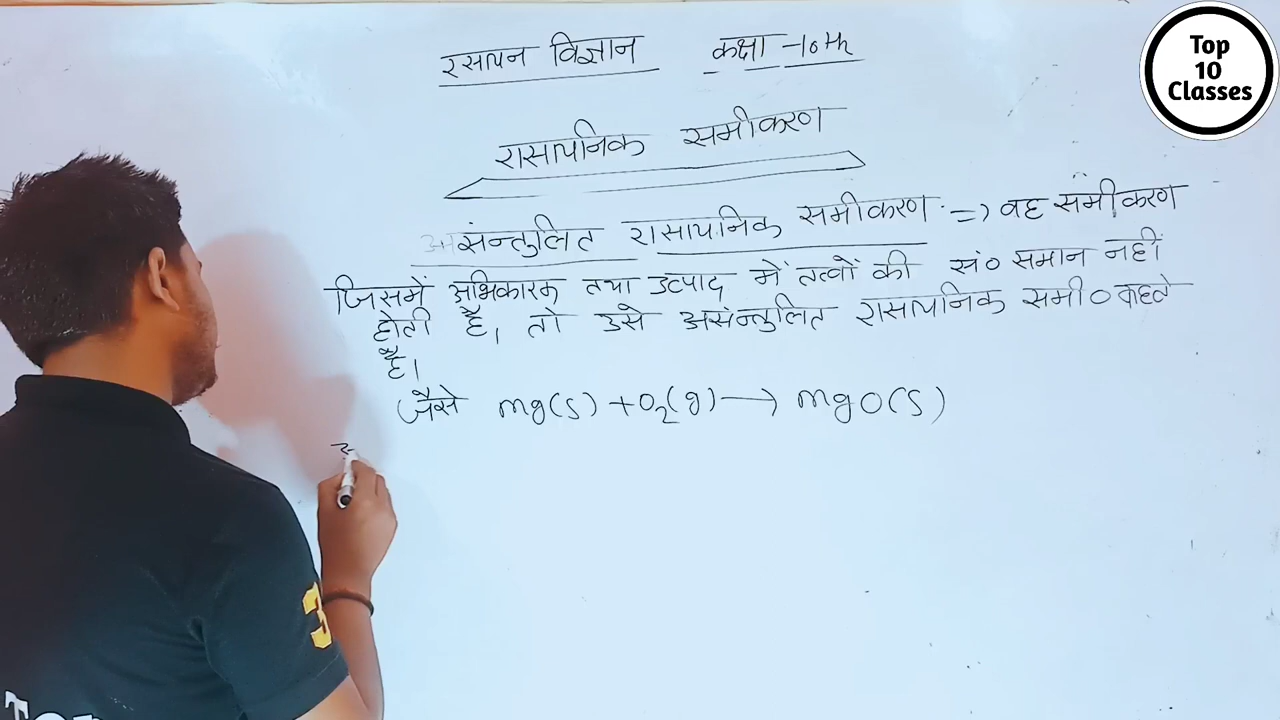 रसायन विज्ञान कक्षा -10th
Top
10
Classes
रासायनिक समीकरण
असंन्तुलित रासायनिक समीकरण => वह समीकरण
जिसमें अभिकारक तथा उत्पाद में तत्वों की सं० समान नहीं
होती है। तो उसे असंन्तुलित रासायनिक समी० कहते
है।
जैसे mg(s) + O₂(g) → mgO(s)
3